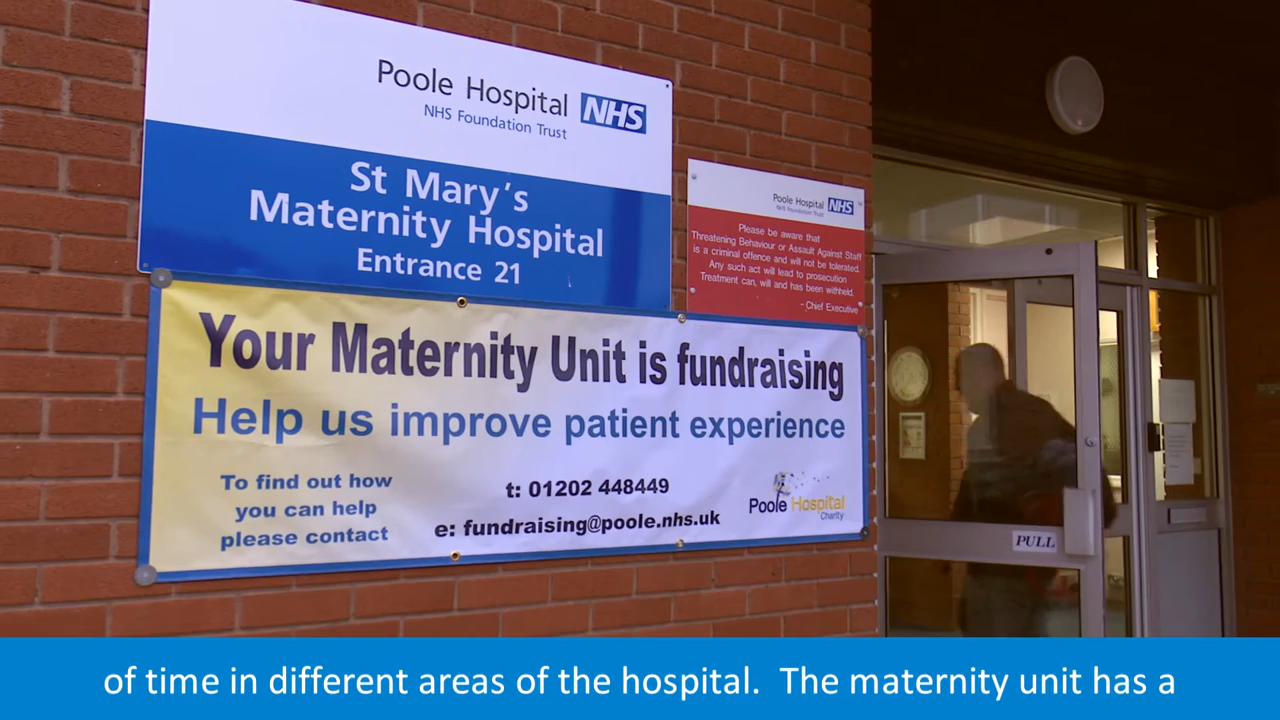 Poole Hospital NHS
NHS Foundation Trust
St Mary's
Maternity Hospital
Entrance 21
Poole Hospital NHS
NHS Foundation Trust
Please be aware that
Threatening Behaviour or Assault Against Staff
is a criminal offence and will not be tolerated.
Any such act will lead to prosecution
Treatment can, will and has been withheld.
- Chief Executive
Your Maternity Unit is fundraising
Help us improve patient experience
To find out how
you can help
please contact
t: 01202 448449
e: fundraising@poole.nhs.uk
Poole Hospital
Charity
PULL
of time in different areas of the hospital.  The maternity unit has a